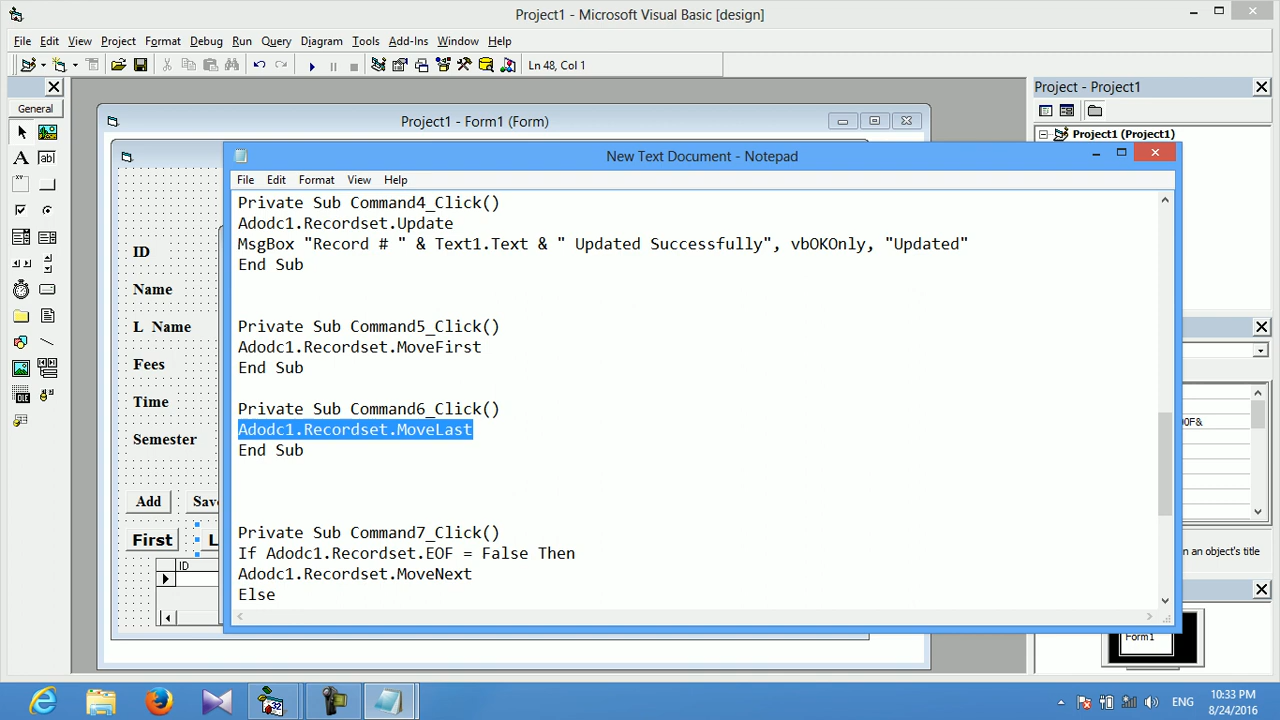 Project1 - Microsoft Visual Basic [design]
File Edit View Project Format Debug Run Query Diagram Tools Add-Ins Window Help
Ln 48, Col 1
General
Project1 - Form1 (Form)
Project - Project1
Project1 (Project1)
New Text Document - Notepad
File Edit Format View Help
Private Sub Command4_Click()
Adodc1.Recordset.Update
MsgBox "Record # " & Text1.Text & " Updated Successfully", vbOKOnly, "Updated"
End Sub
Private Sub Command5_Click()
Adodc1.Recordset.MoveFirst
End Sub
Private Sub Command6_Click()
Adodc1.Recordset.MoveLast
End Sub
Private Sub Command7_Click()
If Adodc1.Recordset.EOF = False Then
Adodc1.Recordset.MoveNext
Else
ID
Name
L Name
Fees
Time
Semester
Add Save
First L
ID
0F&
n an object's title
Form1
ENG
10:33 PM
8/24/2016